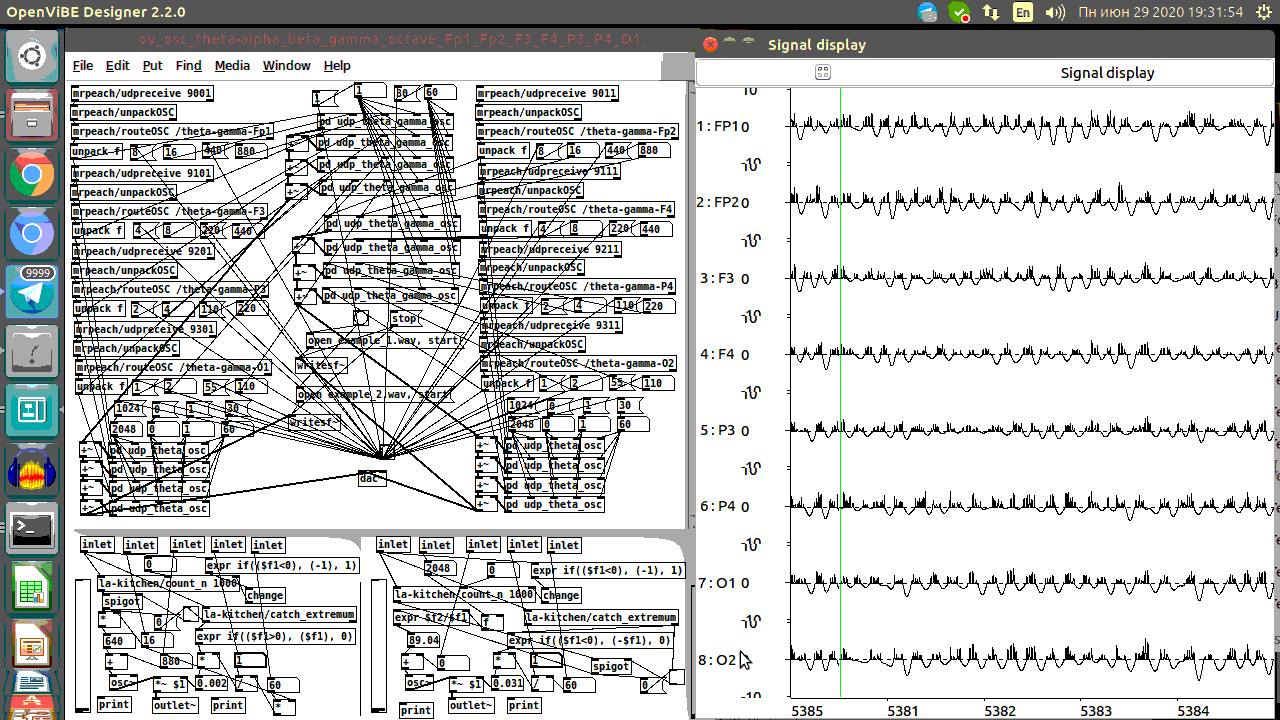 OpenViBE Designer 2.2.0
En
Пн июн 29 2020 19:31:54
ov_osc_theta-alpha_beta_gamma_octave_Fp1_Fp2_F3_F4_P3_P4_O1_
File Edit Put Find Media Window Help
mrpeach/udpreceive 9001
mrpeach/unpackOSC
mrpeach/routeOSC /theta-gamma-Fp1
unpack f 8 16 440 880
mrpeach/udpreceive 9101
mrpeach/unpackOSC
mrpeach/routeOSC /theta-gamma-F3
unpack f 4 8 220 440
mrpeach/udpreceive 9201
mrpeach/unpackOSC
mrpeach/routeOSC /theta-gamma-P3
unpack f 2 4 110 220
mrpeach/udpreceive 9301
mrpeach/unpackOSC
mrpeach/routeOSC /theta-gamma-O1
unpack f 1 2 55 110
1024 0 1 30
2048 0 1 60
+~ pd udp_theta_osc
+~ pd udp_theta_osc
+~ pd udp_theta_osc
+~ pd udp_theta_osc
1 1 80 60
pd udp_theta_gamma_osc
+~ pd udp_theta_gamma_osc
+~ pd udp_theta_gamma_osc
+~ pd udp_theta_gamma_osc
pd udp_theta_gamma_osc
+~ pd udp_theta_gamma_osc
+~ pd udp_theta_gamma_osc
+~ pd udp_theta_gamma_osc
stop
open example_1.wav, start
writesf~
open example_2.wav, start
writesf~
dac~
mrpeach/udpreceive 9011
mrpeach/unpackOSC
mrpeach/routeOSC /theta-gamma-Fp2
unpack f 8 16 440 880
mrpeach/udpreceive 9111
mrpeach/unpackOSC
mrpeach/routeOSC /theta-gamma-F4
unpack f 4 8 220 440
mrpeach/udpreceive 9211
mrpeach/unpackOSC
mrpeach/routeOSC /theta-gamma-P4
unpack f 2 4 110 220
mrpeach/udpreceive 9311
mrpeach/unpackOSC
mrpeach/routeOSC /theta-gamma-O2
unpack f 1 2 55 110
1024 0 1 30
2048 0 1 60
+~ pd udp_theta_osc
+~ pd udp_theta_osc
+~ pd udp_theta_osc
+~ pd udp_theta_osc
inlet inlet inlet inlet inlet
0 expr if(($f1<0), (-1), 1)
la-kitchen/count_n 1000
change
spigot
* 0 la-kitchen/catch_extremum
640 16 expr if(($f1>0), ($f1), 0)
+ 880 * 1
osc~ *~ $1 0.002 / 60
print outlet~ print *
inlet inlet inlet inlet inlet
2048 0 expr if(($f1<0), (-1), 1)
la-kitchen/count_n 1000 change
expr $f2/$f1 f la-kitchen/catch_extremum
89.04 expr if(($f1<0), (-$f1), 0)
+ 0 * 1 spigot
osc~ *~ $1 0.031 / 60 0
print outlet~ print
9999
Signal display
Signal display
1:FP1 0
2:FP2 0
3:F3 0
4:F4 0
5:P3 0
6:P4 0
7:O1 0
8:O2 0
-10
5385 5381 5382 5383 5384